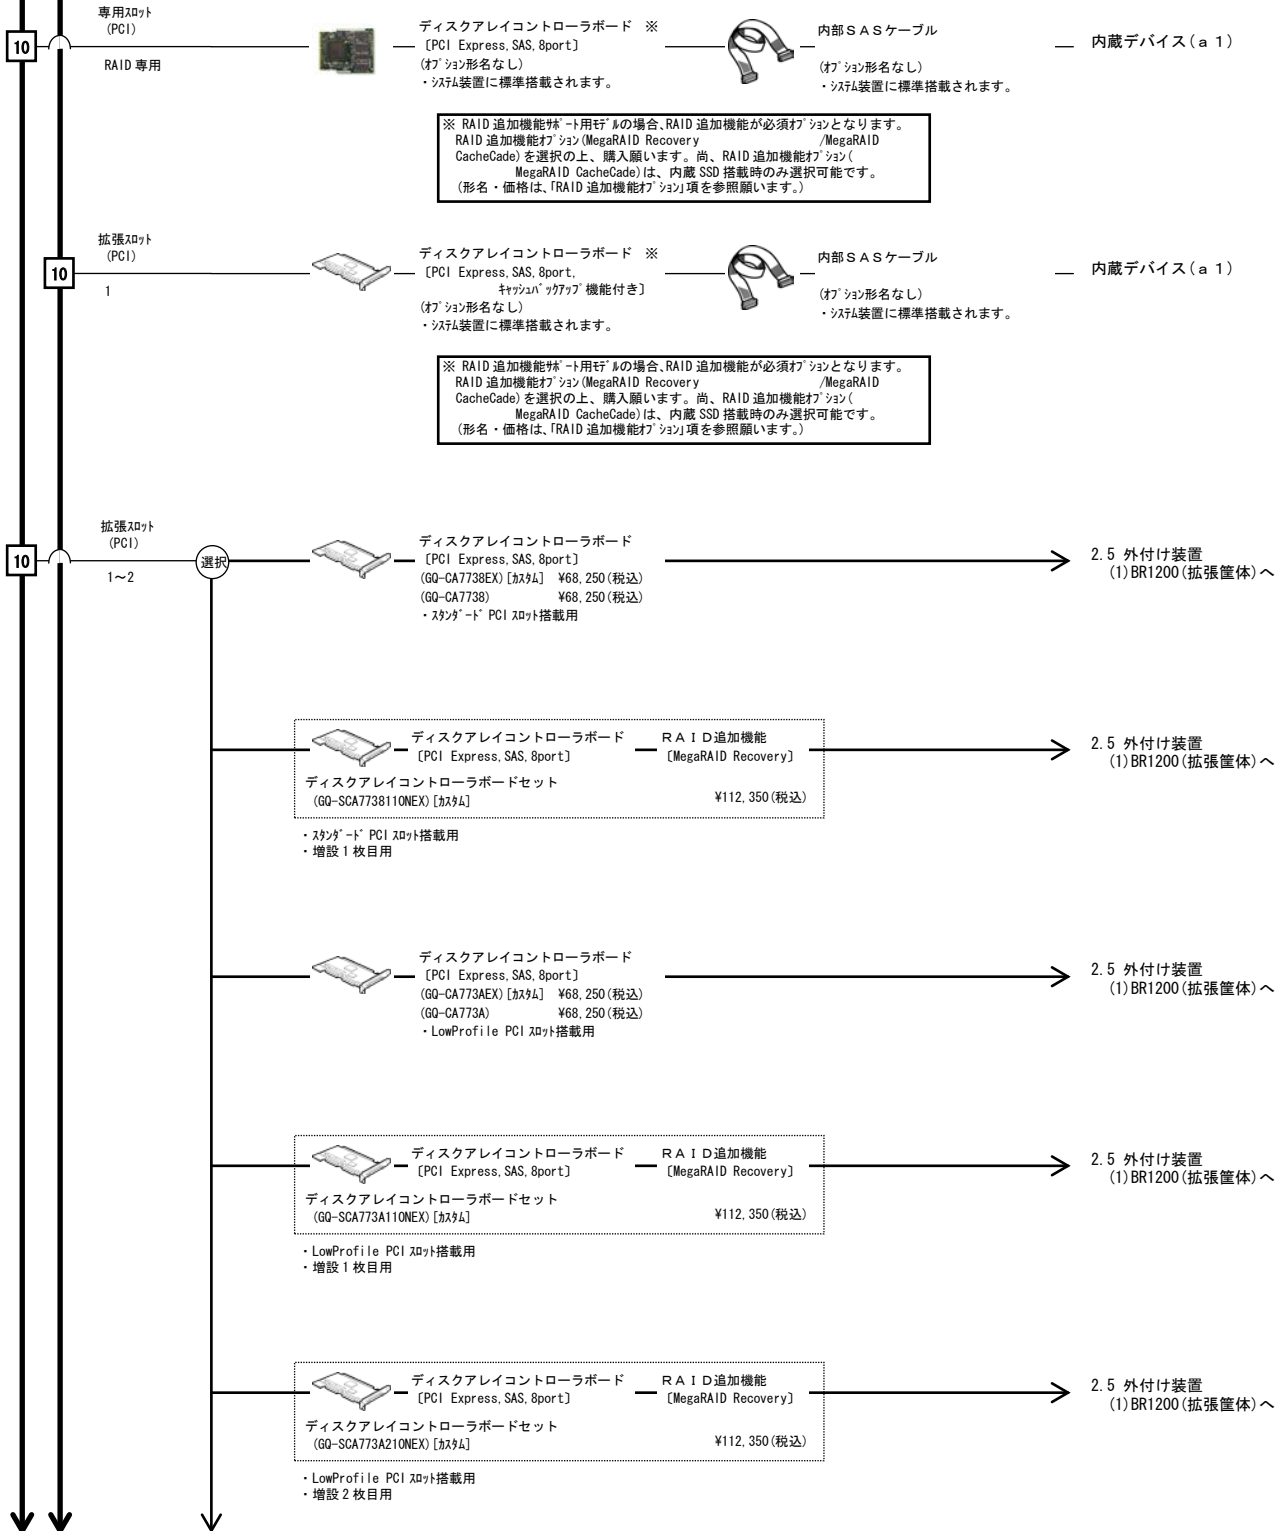 専用ｽﾛｯﾄ
(PCI)
10
RAID 専用
ディスクアレイコントローラボード ※
〔PCI Express,SAS,8port〕
(ｵﾌﾟｼｮﾝ形名なし)
・ｼｽﾃﾑ装置に標準搭載されます。
内部ＳＡＳケーブル
(ｵﾌﾟｼｮﾝ形名なし)
・ｼｽﾃﾑ装置に標準搭載されます。
内蔵デバイス(ａ１)
※ RAID 追加機能ｻﾎﾟｰﾄ用ﾓﾃﾞﾙの場合、RAID 追加機能が必須ｵﾌﾟｼｮﾝとなります。
RAID 追加機能ｵﾌﾟｼｮﾝ(MegaRAID Recovery /MegaRAID
CacheCade)を選択の上、購入願います。尚、RAID 追加機能ｵﾌﾟｼｮﾝ(
MegaRAID CacheCade)は、内蔵 SSD 搭載時のみ選択可能です。
(形名・価格は、｢RAID 追加機能ｵﾌﾟｼｮﾝ｣項を参照願います。)
拡張ｽﾛｯﾄ
(PCI)
10
1
ディスクアレイコントローラボード ※
〔PCI Express,SAS,8port,
ｷｬｯｼｭﾊﾞｯｸｱｯﾌﾟ機能付き〕
(ｵﾌﾟｼｮﾝ形名なし)
・ｼｽﾃﾑ装置に標準搭載されます。
内部ＳＡＳケーブル
(ｵﾌﾟｼｮﾝ形名なし)
・ｼｽﾃﾑ装置に標準搭載されます。
内蔵デバイス(ａ１)
※ RAID 追加機能ｻﾎﾟｰﾄ用ﾓﾃﾞﾙの場合、RAID 追加機能が必須ｵﾌﾟｼｮﾝとなります。
RAID 追加機能ｵﾌﾟｼｮﾝ(MegaRAID Recovery /MegaRAID
CacheCade)を選択の上、購入願います。尚、RAID 追加機能ｵﾌﾟｼｮﾝ(
MegaRAID CacheCade)は、内蔵 SSD 搭載時のみ選択可能です。
(形名・価格は、｢RAID 追加機能ｵﾌﾟｼｮﾝ｣項を参照願います。)
拡張ｽﾛｯﾄ
(PCI)
10
1～2
選択
ディスクアレイコントローラボード
〔PCI Express,SAS,8port〕
(GQ-CA7738EX)[ｶｽﾀﾑ] ¥68,250(税込)
(GQ-CA7738) ¥68,250(税込)
・ｽﾀﾝﾀﾞｰﾄﾞ PCI ｽﾛｯﾄ搭載用
2.5 外付け装置
(1)BR1200(拡張筐体)へ
ディスクアレイコントローラボード
〔PCI Express,SAS,8port〕
ＲＡＩＤ追加機能
〔MegaRAID Recovery〕
ディスクアレイコントローラボードセット
(GQ-SCA7738110NEX)[ｶｽﾀﾑ] ¥112,350(税込)
・ｽﾀﾝﾀﾞｰﾄﾞ PCI ｽﾛｯﾄ搭載用
・増設１枚目用
2.5 外付け装置
(1)BR1200(拡張筐体)へ
ディスクアレイコントローラボード
〔PCI Express,SAS,8port〕
(GQ-CA773AEX)[ｶｽﾀﾑ] ¥68,250(税込)
(GQ-CA773A) ¥68,250(税込)
・LowProfile PCI ｽﾛｯﾄ搭載用
2.5 外付け装置
(1)BR1200(拡張筐体)へ
ディスクアレイコントローラボード
〔PCI Express,SAS,8port〕
ＲＡＩＤ追加機能
〔MegaRAID Recovery〕
ディスクアレイコントローラボードセット
(GQ-SCA773A110NEX)[ｶｽﾀﾑ] ¥112,350(税込)
・LowProfile PCI ｽﾛｯﾄ搭載用
・増設１枚目用
2.5 外付け装置
(1)BR1200(拡張筐体)へ
ディスクアレイコントローラボード
〔PCI Express,SAS,8port〕
ＲＡＩＤ追加機能
〔MegaRAID Recovery〕
ディスクアレイコントローラボードセット
(GQ-SCA773A210NEX)[ｶｽﾀﾑ] ¥112,350(税込)
・LowProfile PCI ｽﾛｯﾄ搭載用
・増設２枚目用
2.5 外付け装置
(1)BR1200(拡張筐体)へ